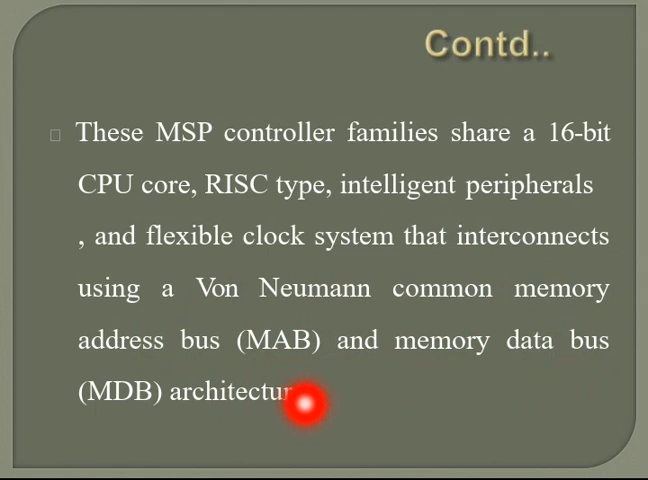 Contd..
These MSP controller families share a 16-bit
CPU core, RISC type, intelligent peripherals
, and flexible clock system that interconnects
using a Von Neumann common memory
address bus (MAB) and memory data bus
(MDB)